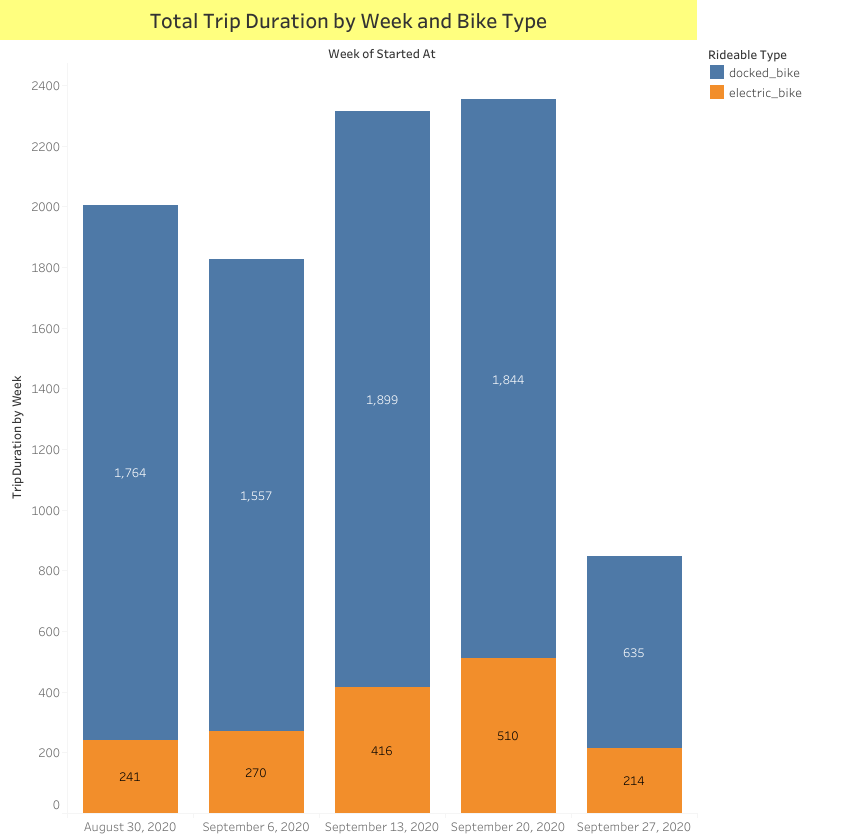 Total Trip Duration by Week and Bike Type
Week of Started At
Rideable Type
docked_bike
electric_bike
Trip Duration by Week
2400
2200
2000
1800
1600
1400
1200
1000
800
600
400
200
0
1,764
241
1,557
270
1,899
416
1,844
510
635
214
August 30, 2020
September 6, 2020
September 13, 2020
September 20, 2020
September 27, 2020